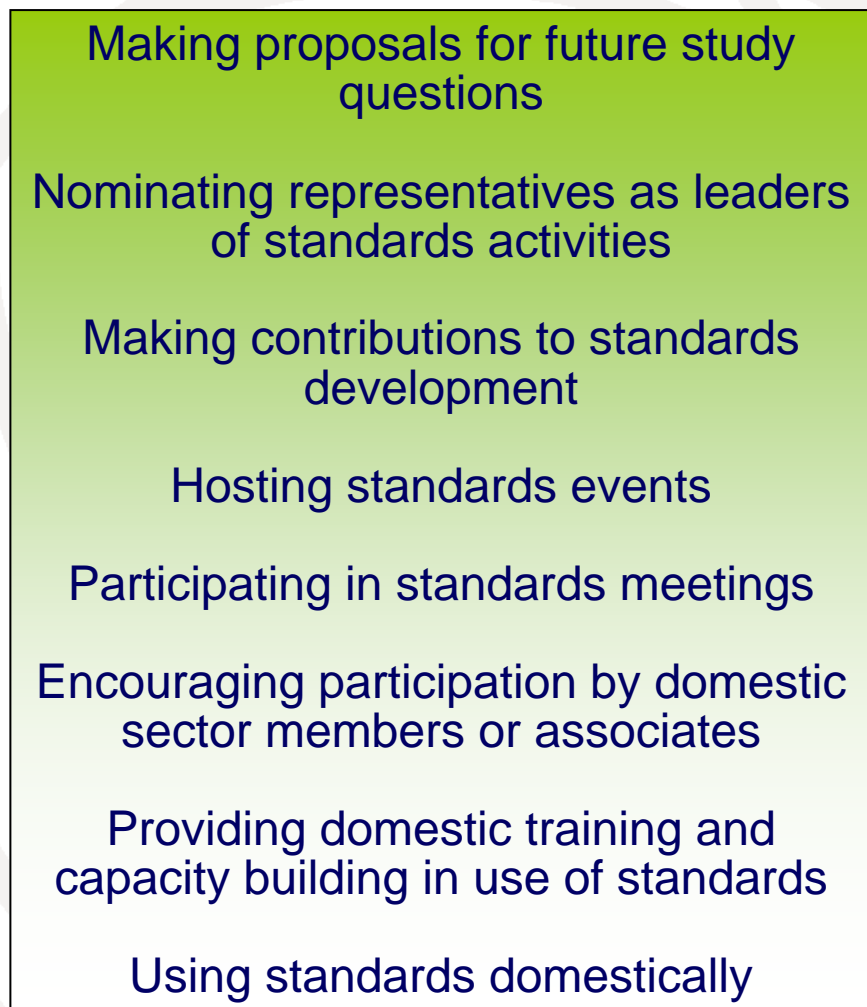 Making proposals for future study
questions
Nominating representatives as leaders
of standards activities
Making contributions to standards
development
Hosting standards events
Participating in standards meetings
Encouraging participation by domestic
sector members or associates
Providing domestic training and
capacity building in use of standards
Using standards domestically